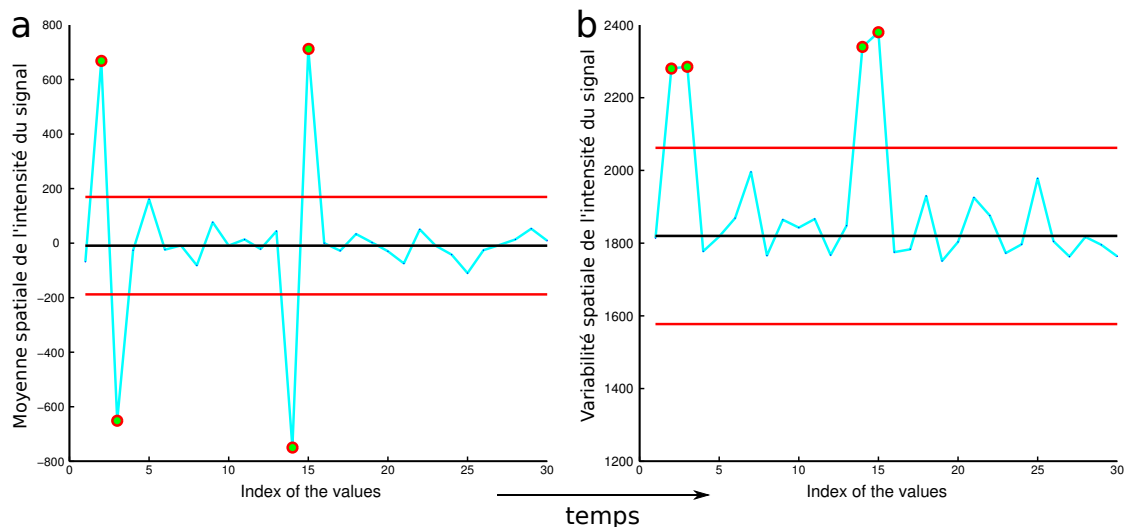 a
Moyenne spatiale de l'intensité du signal
800
600
400
200
0
−200
−400
−600
−800
0 5 10 15 20 25 30
Index of the values
b
Variabilité spatiale de l'intensité du signal
2400
2200
2000
1800
1600
1400
1200
0 5 10 15 20 25 30
Index of the values
temps